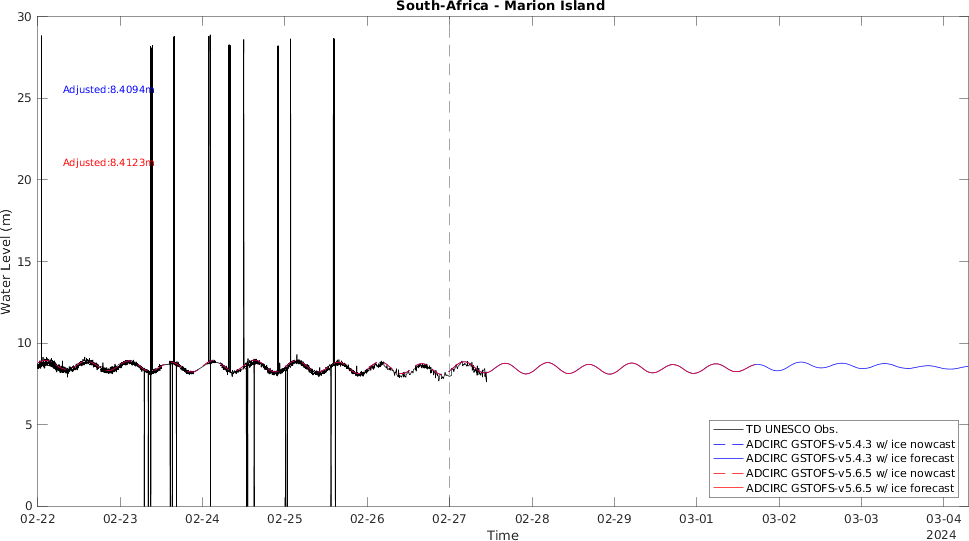 South-Africa - Marion Island
30
25
20
15
10
5
0
Water Level (m)
Adjusted:8.4094m
Adjusted:8.4123m
TD UNESCO Obs.
ADCIRC GSTOFS-v5.4.3 w/ ice nowcast
ADCIRC GSTOFS-v5.4.3 w/ ice forecast
ADCIRC GSTOFS-v5.6.5 w/ ice nowcast
ADCIRC GSTOFS-v5.6.5 w/ ice forecast
02-22 02-23 02-24 02-25 02-26 02-27 02-28 02-29 03-01 03-02 03-03 03-04
2024
Time